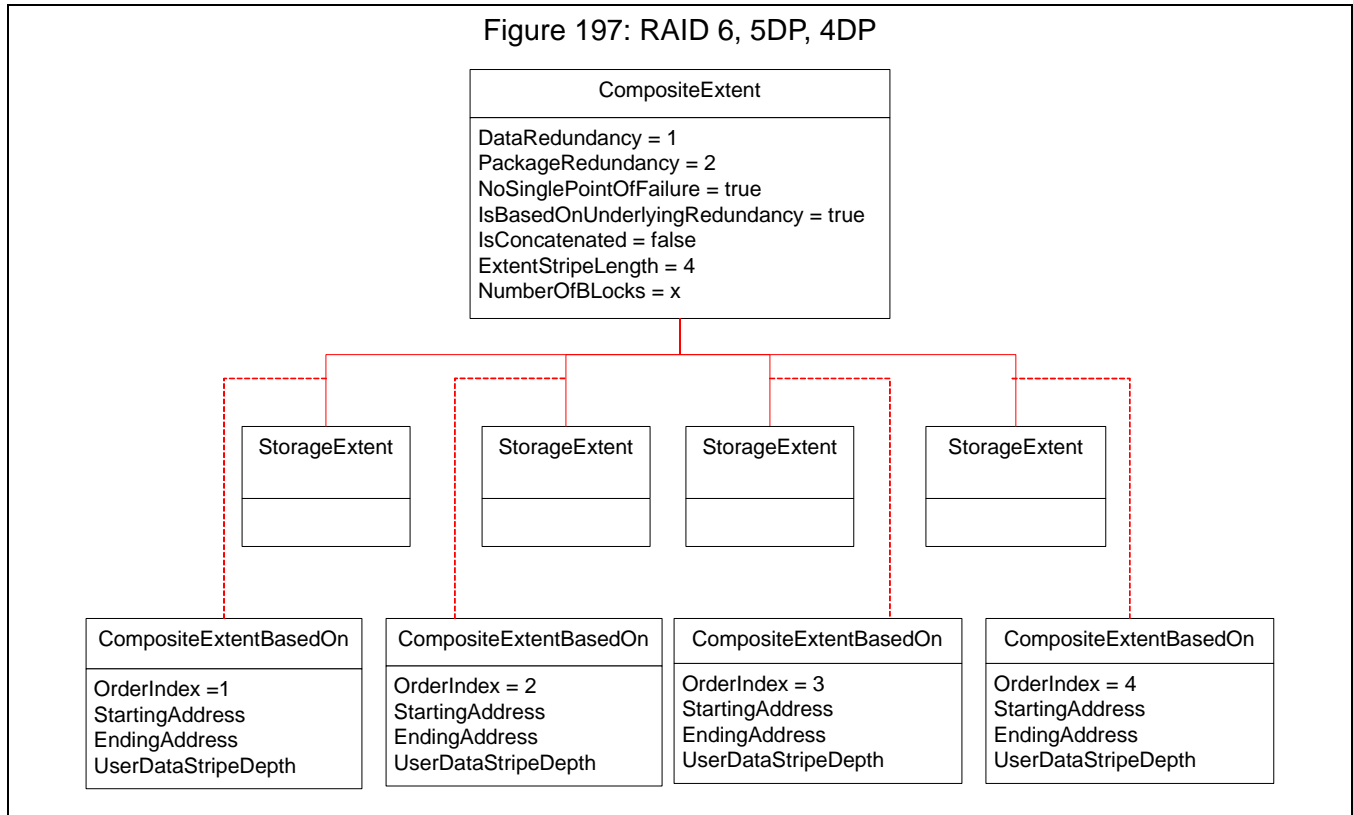 Figure 197: RAID 6, 5DP, 4DP
CompositeExtent
DataRedundancy = 1
PackageRedundancy = 2
NoSinglePointOfFailure = true
IsBasedOnUnderlyingRedundancy = true
IsConcatenated = false
ExtentStripeLength = 4
NumberOfBLocks = x
StorageExtent
StorageExtent
StorageExtent
StorageExtent
CompositeExtentBasedOn
OrderIndex =1
StartingAddress
EndingAddress
UserDataStripeDepth
CompositeExtentBasedOn
OrderIndex = 2
StartingAddress
EndingAddress
UserDataStripeDepth
CompositeExtentBasedOn
OrderIndex = 3
StartingAddress
EndingAddress
UserDataStripeDepth
CompositeExtentBasedOn
OrderIndex = 4
StartingAddress
EndingAddress
UserDataStripeDepth